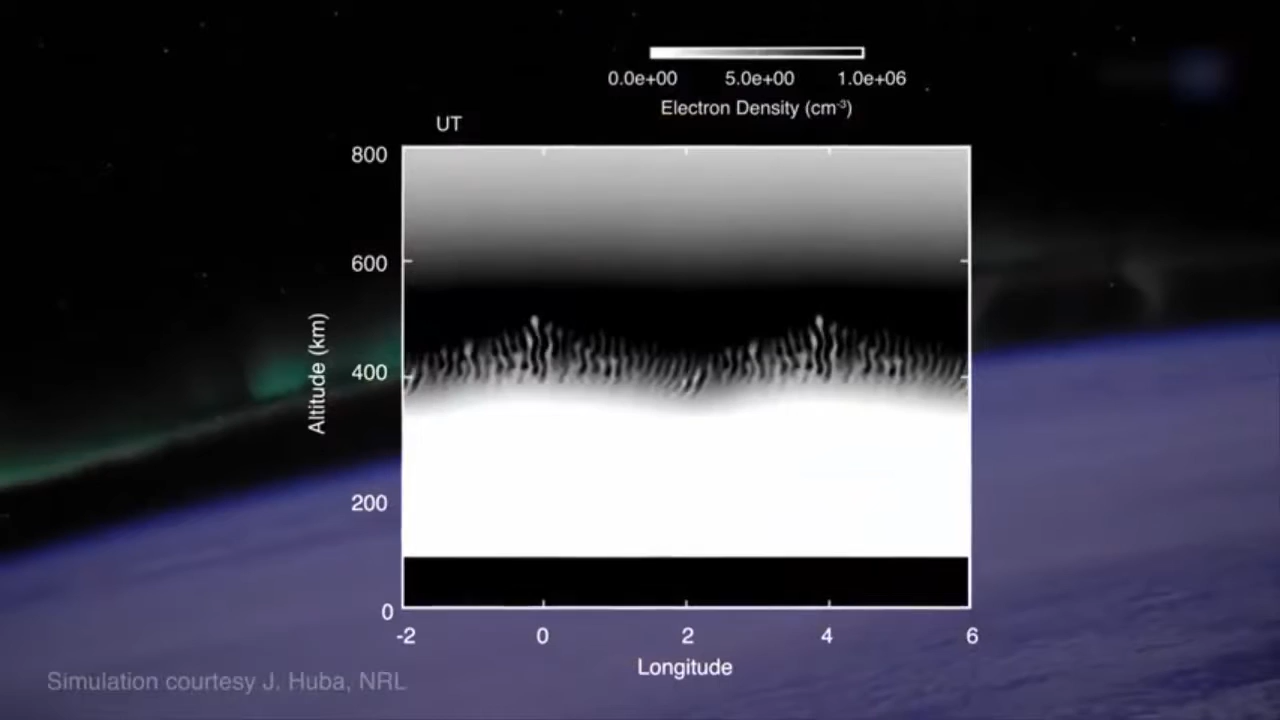 0.0e+00 5.0e+00 1.0e+06
Electron Density (cm-3)
UT
800
600
400
200
0
Altitude (km)
-2 0 2 4 6
Longitude
Simulation courtesy J. Huba, NRL